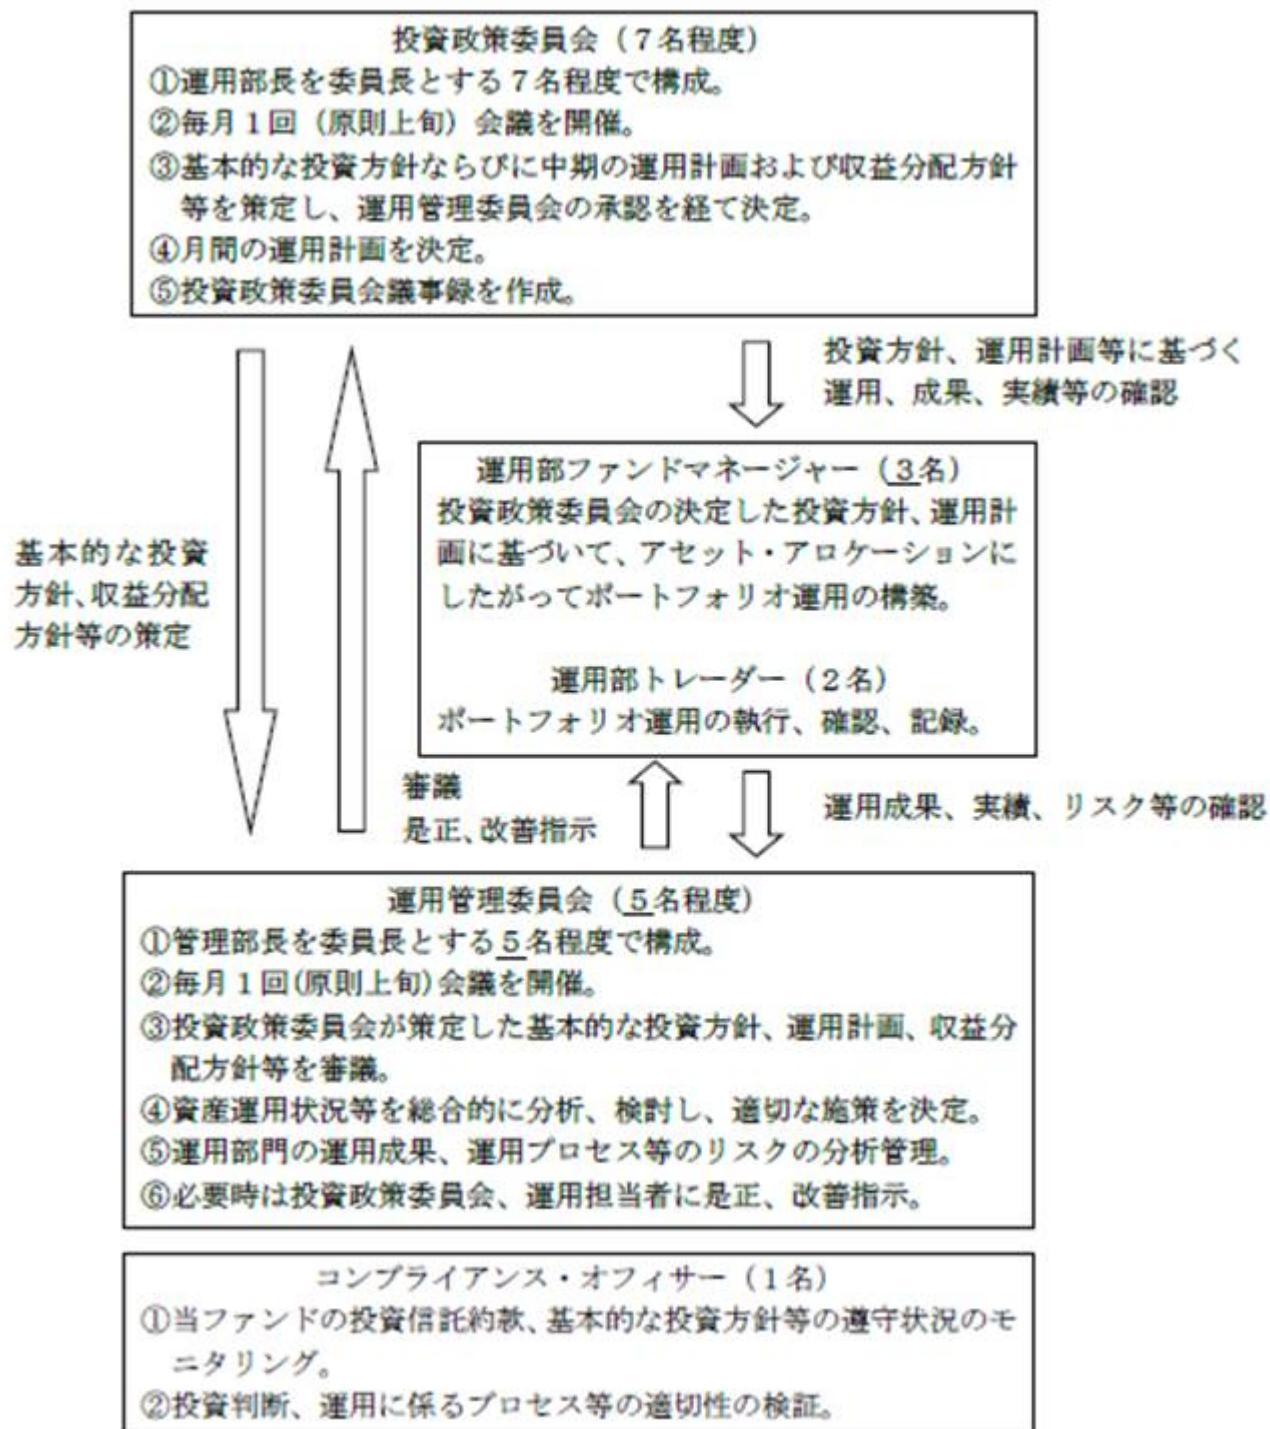 投資政策委員会（７名程度）
①運用部長を委員長とする７名程度で構成。
②毎月１回（原則上旬）会議を開催。
③基本的な投資方針ならびに中期の運用計画および収益分配方針
等を策定し、運用管理委員会の承認を経て決定。
④月間の運用計画を決定。
⑤投資政策委員会議事録を作成。
投資方針、運用計画等に基づく
運用、成果、実績等の確認
運用部ファンドマネージャー（３名）
投資政策委員会の決定した投資方針、運用計
画に基づいて、アセット・アロケーションに
したがってポートフォリオ運用の構築。
運用部トレーダー（２名）
ポートフォリオ運用の執行、確認、記録。
基本的な投資
方針、収益分配
方針等の策定
審議
是正、改善指示
運用成果、実績、リスク等の確認
運用管理委員会（５名程度）
①管理部長を委員長とする５名程度で構成。
②毎月１回(原則上旬)会議を開催。
③投資政策委員会が策定した基本的な投資方針、運用計画、収益分
配方針等を審議。
④資産運用状況等を総合的に分析、検討し、適切な施策を決定。
⑤運用部門の運用成果、運用プロセス等のリスクの分析管理。
⑥必要時は投資政策委員会、運用担当者に是正、改善指示。
コンプライアンス・オフィサー（１名）
①当ファンドの投資信託約款、基本的な投資方針等の遵守状況のモ
ニタリング。
②投資判断、運用に係るプロセス等の適切性の検証。